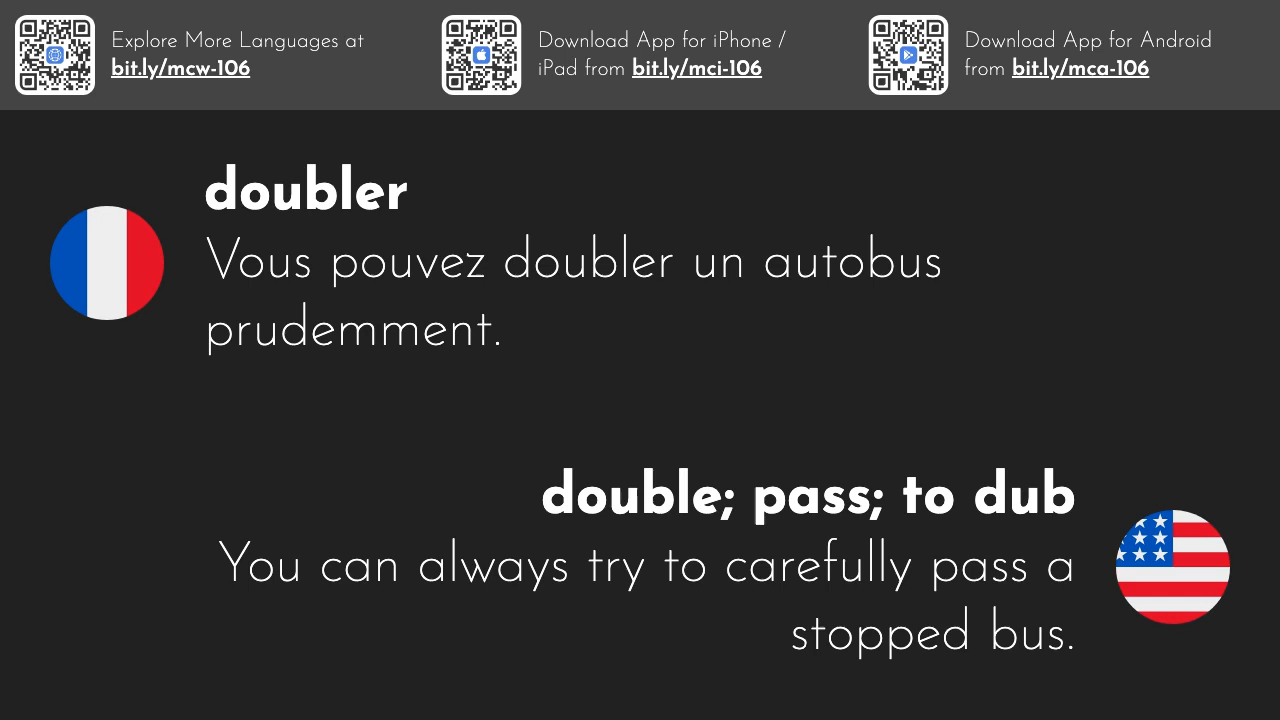 Explore More Languages at
bit.ly/mcw-106
Download App for iPhone /
iPad from bit.ly/mci-106
Download App for Android
from bit.ly/mca-106
doubler
Vous pouvez doubler un autobus
prudemment.
double; pass; to dub
You can always try to carefully pass a
stopped bus.